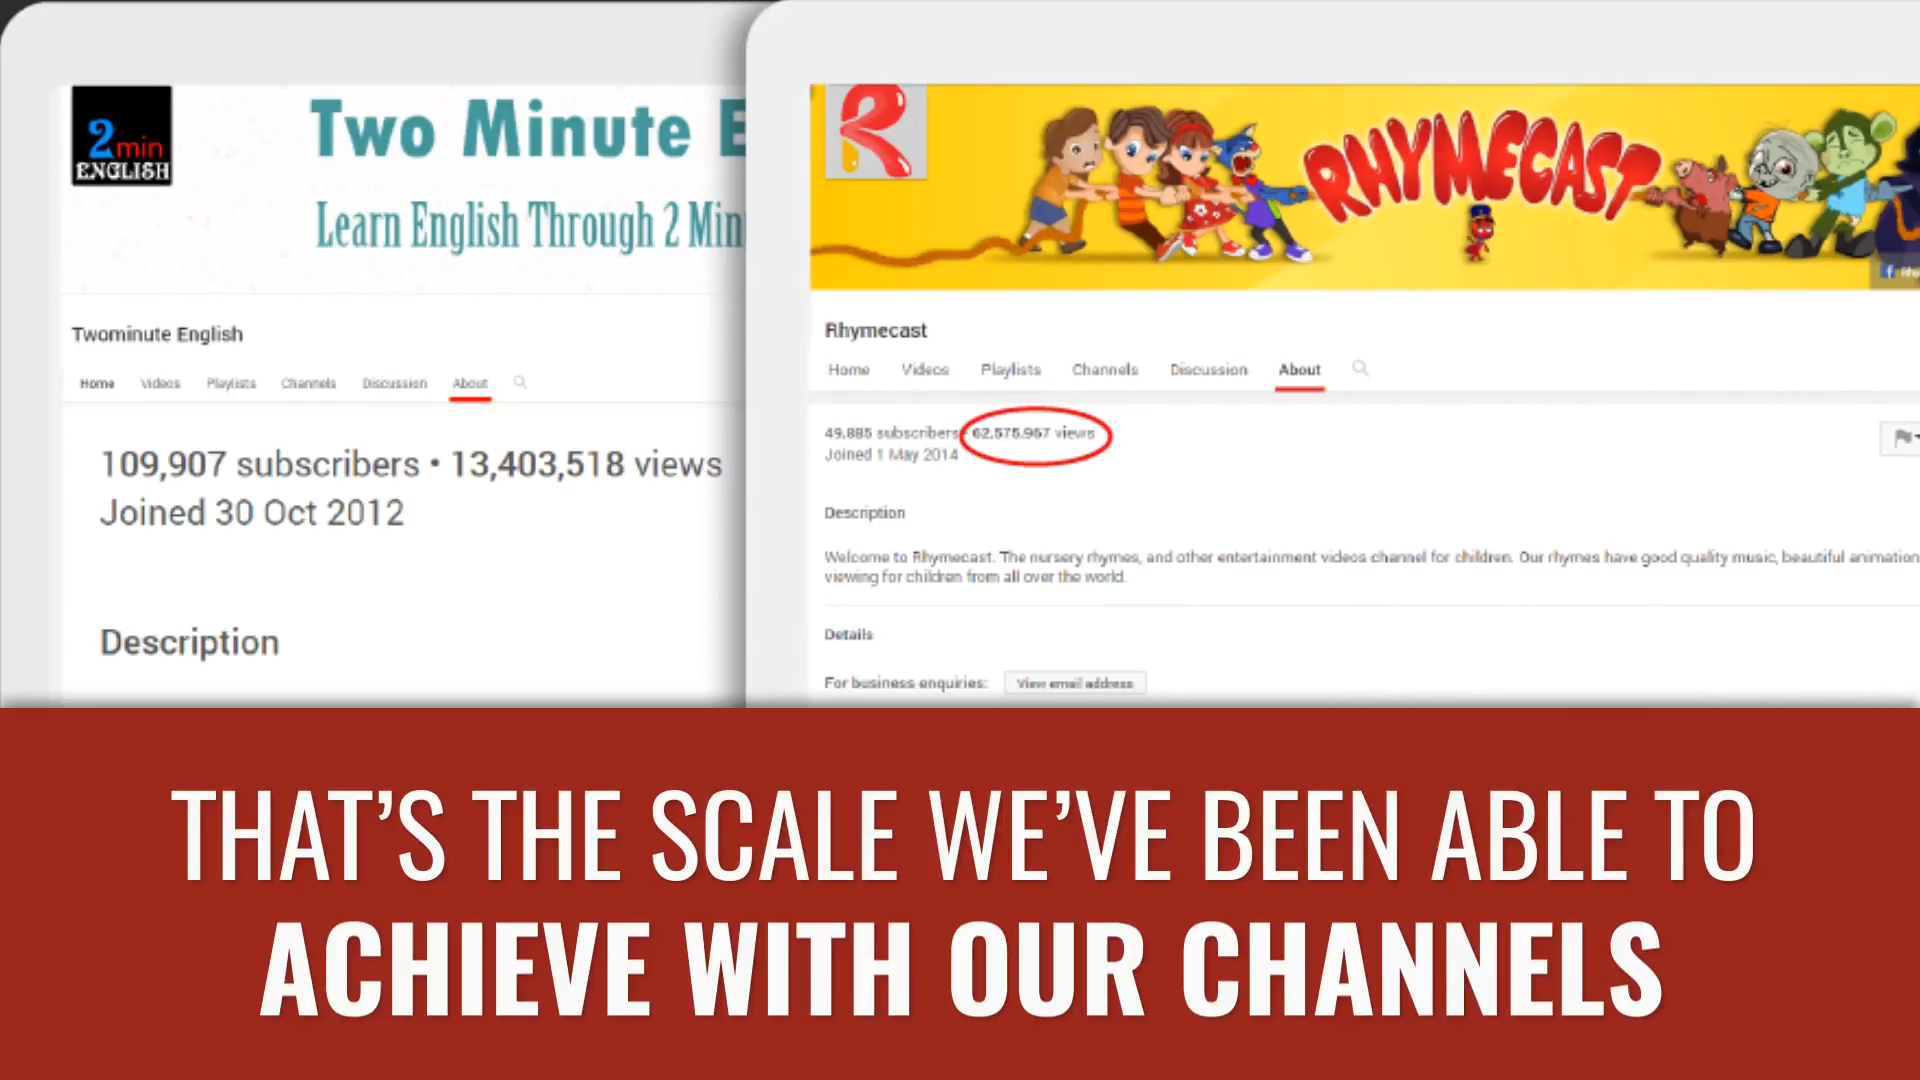 2min
ENGLISH
Two Minute E
Learn English Through 2 Min
Twominute English
Home Videos Playlists Channels Discussion About
109,907 subscribers • 13,403,518 views
Joined 30 Oct 2012
Description
R
RHYMECAST
Rhymecast
Home Videos Playlists Channels Discussion About
49,885 subscribers 62,575,957 views
Joined 1 May 2014
Description
Welcome to Rhymecast. The nursery rhymes, and other entertainment videos channel for children. Our rhymes have good quality music, beautiful animation
viewing for children from all over the world.
Details
For business enquiries: View email address
THAT'S THE SCALE WE'VE BEEN ABLE TO
ACHIEVE WITH OUR CHANNELS